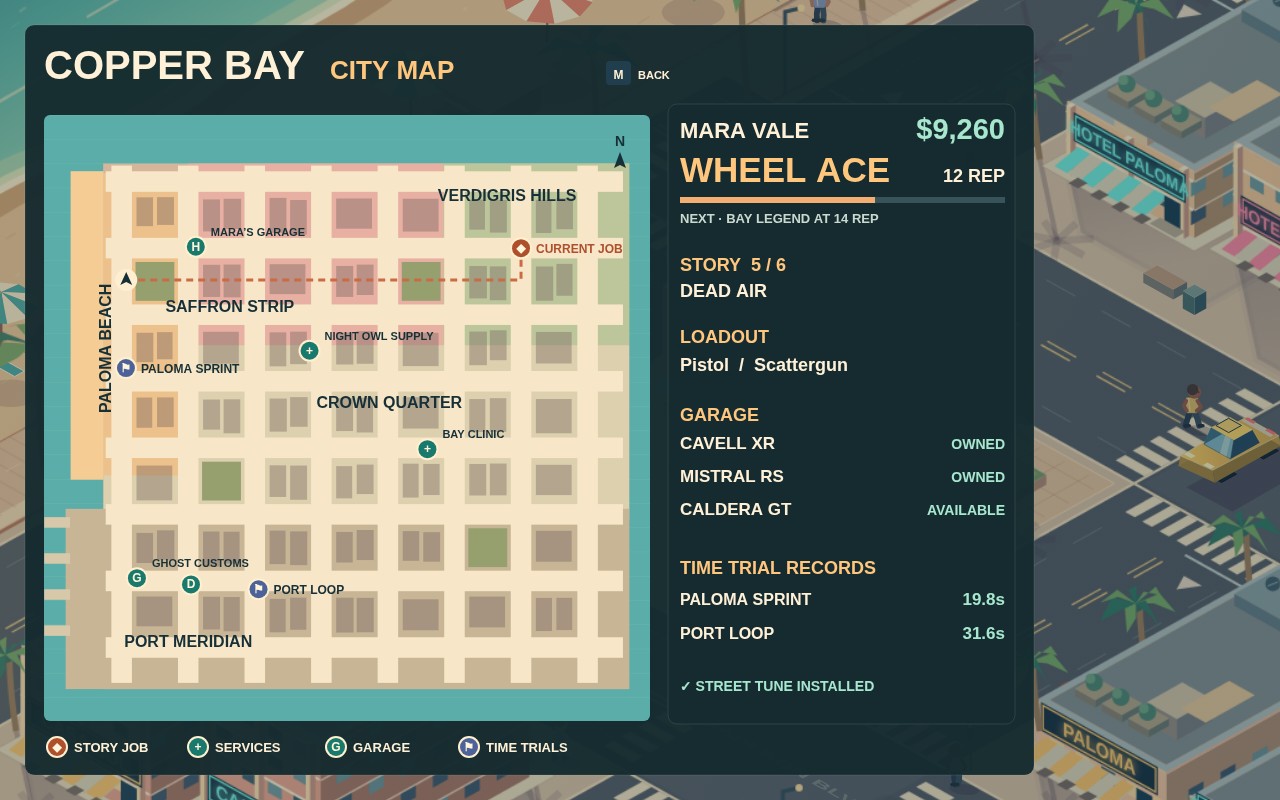 COPPER BAY CITY MAP
M BACK
N
VERDIGRIS HILLS
MARA'S GARAGE
H
CURRENT JOB
SAFFRON STRIP
PALOMA BEACH
NIGHT OWL SUPPLY
+
PALOMA SPRINT
CROWN QUARTER
BAY CLINIC
+
GHOST CUSTOMS
G
D
PORT LOOP
PORT MERIDIAN
STORY JOB
+ SERVICES
G GARAGE
TIME TRIALS
MARA VALE $9,260
WHEEL ACE 12 REP
NEXT · BAY LEGEND AT 14 REP
STORY 5 / 6
DEAD AIR
LOADOUT
Pistol / Scattergun
GARAGE
CAVELL XR OWNED
MISTRAL RS OWNED
CALDERA GT AVAILABLE
TIME TRIAL RECORDS
PALOMA SPRINT 19.8s
PORT LOOP 31.6s
✓ STREET TUNE INSTALLED
HOTEL PALOMA
HOTE
PALOMA